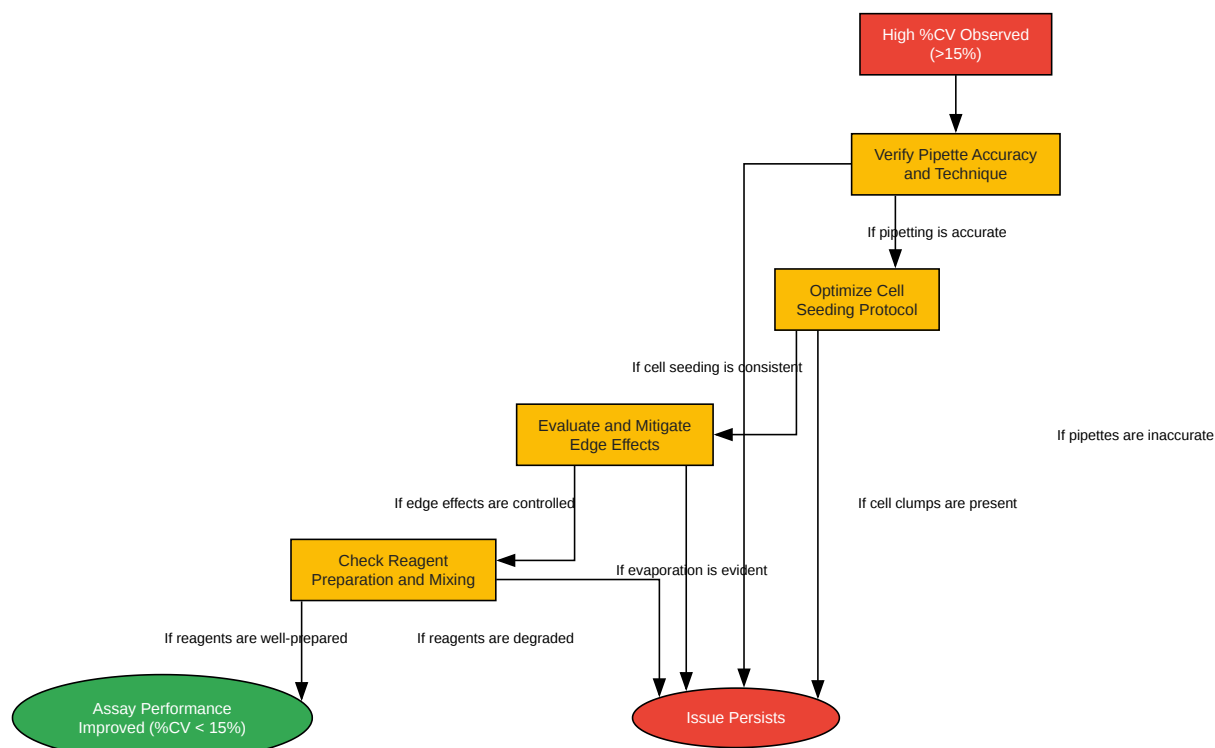 High %CV Observed
(>15%)
Verify Pipette Accuracy
and Technique
If pipetting is accurate
Optimize Cell
Seeding Protocol
If cell seeding is consistent
Evaluate and Mitigate
Edge Effects
If pipettes are inaccurate
If edge effects are controlled
If cell clumps are present
Check Reagent
Preparation and Mixing
If evaporation is evident
If reagents are well-prepared
If reagents are degraded
Assay Performance
Improved (%CV < 15%)
Issue Persists